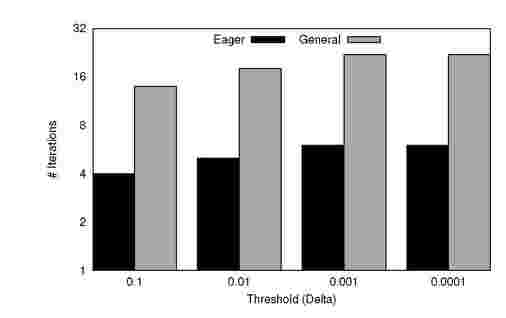 32
Eager
General
16
8
# Iterations
4
2
1
0.1
0.01
0.001
0.0001
Threshold (Delta)